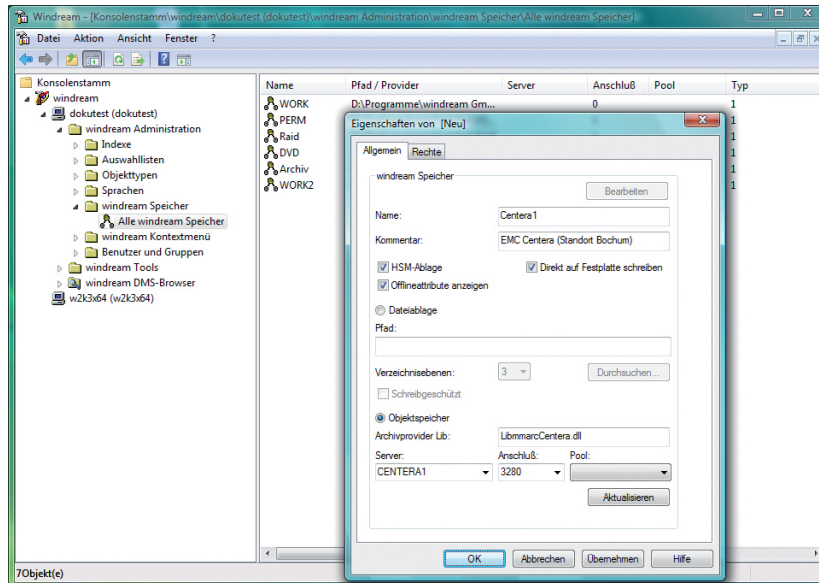 Windream - [Konsolenstamm\windream\dokutest (dokutest)\windream Administration\windream Speicher\Alle windream Speicher]
Datei Aktion Ansicht Fenster ?
Konsolenstamm
windream
dokutest (dokutest)
windream Administration
Indexe
Auswahllisten
Objekttypen
Sprachen
windream Speicher
Alle windream Speicher
windream Kontextmenü
Benutzer und Gruppen
windream Tools
windream DMS-Browser
w2k3x64 (w2k3x64)
Name Pfad / Provider Server Anschluß Pool Typ
WORK D:\Programme\windream Gm... 0 1
PERM 1
Raid 1
DVD 1
Archiv 1
WORK2 1
Eigenschaften von [Neu]
Allgemein Rechte
windream Speicher
Bearbeiten
Name: Centera1
Kommentar: EMC Centera (Standort Bochum)
HSM-Ablage Direkt auf Festplatte schreiben
Offlineattribute anzeigen
Dateiablage
Pfad:
Verzeichnisebenen: 3 Durchsuchen...
Schreibgeschützt
Objektspeicher
Archivprovider Lib: LibmmarcCentera.dll
Server: Anschluß: Pool:
CENTERA1 3280
Aktualisieren
OK Abbrechen Übernehmen Hilfe
7Objekt(e)